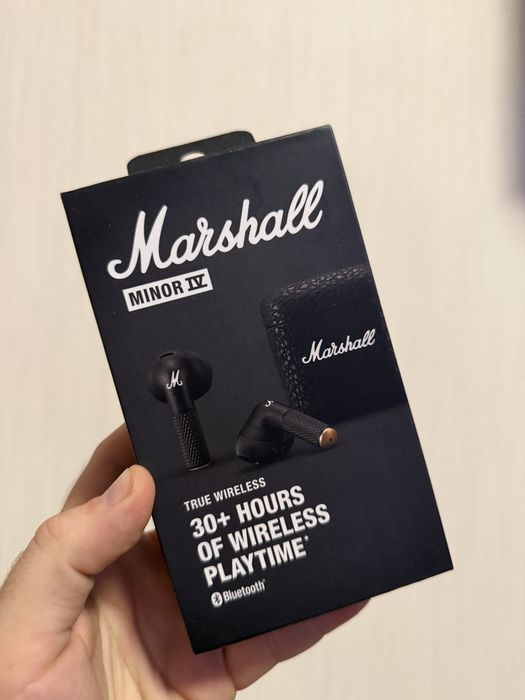 Marshall
MINOR IV
Marshall
M
TRUE WIRELESS
30+ HOURS
OF WIRELESS
PLAYTIME*
Bluetooth®